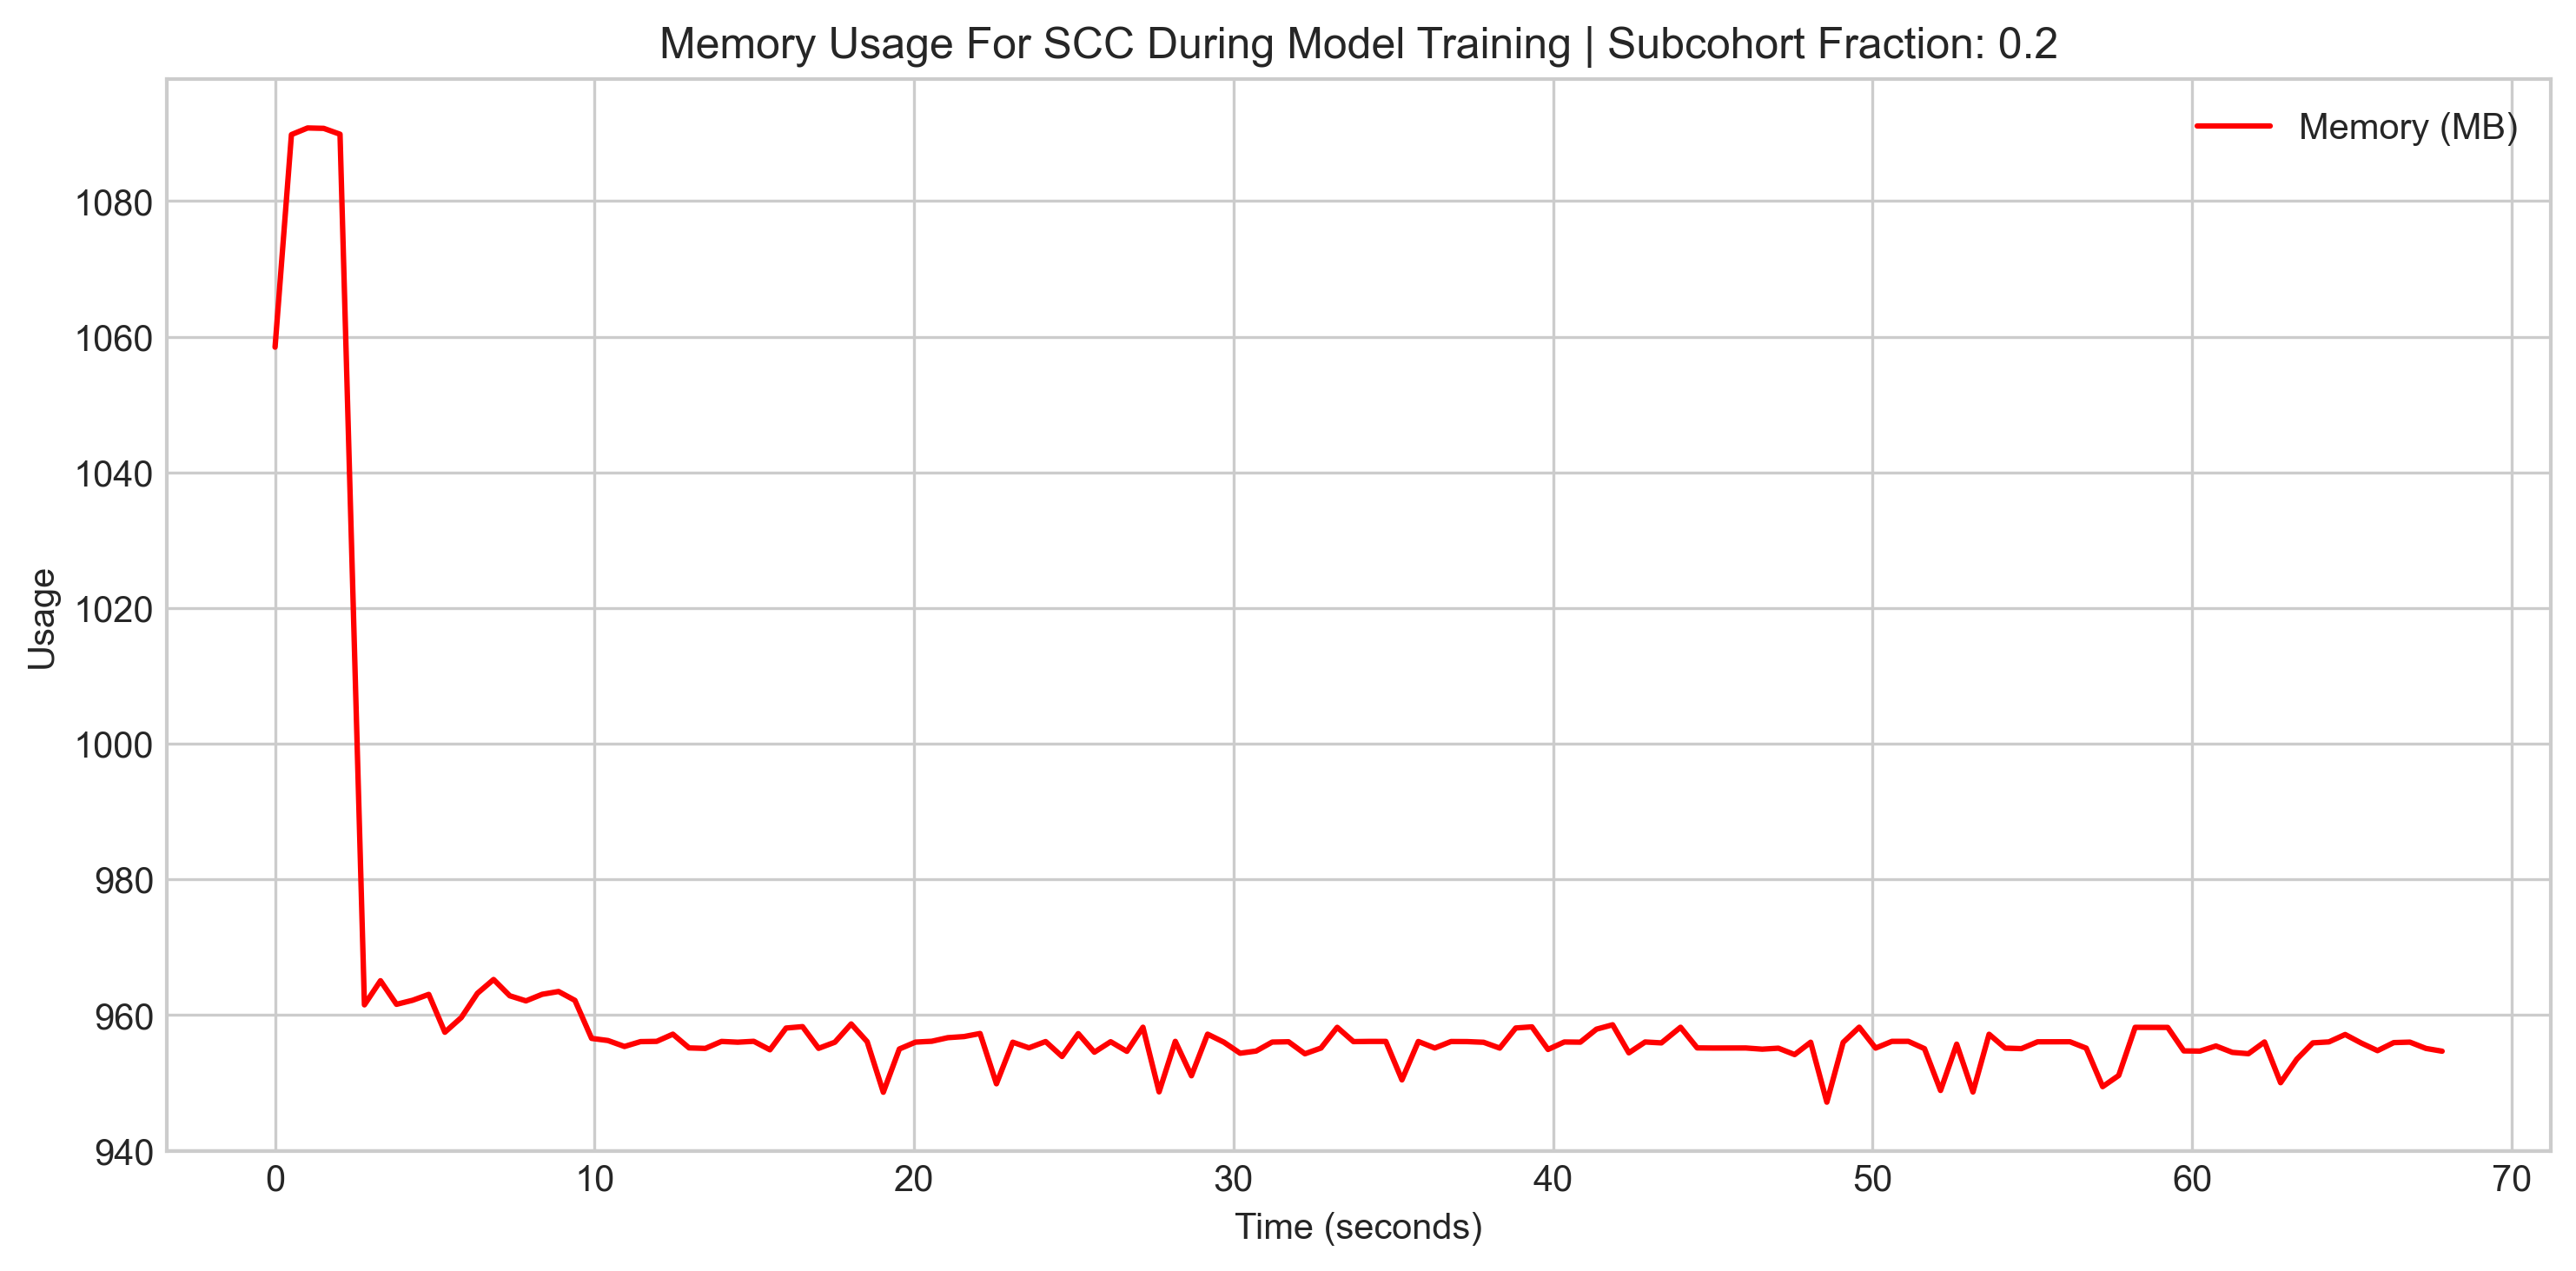 Memory Usage For SCC During Model Training | Subcohort Fraction: 0.2
Memory (MB)
1080
1060
1040
1020
1000
980
960
940
Usage
0 10 20 30 40 50 60 70
Time (seconds)